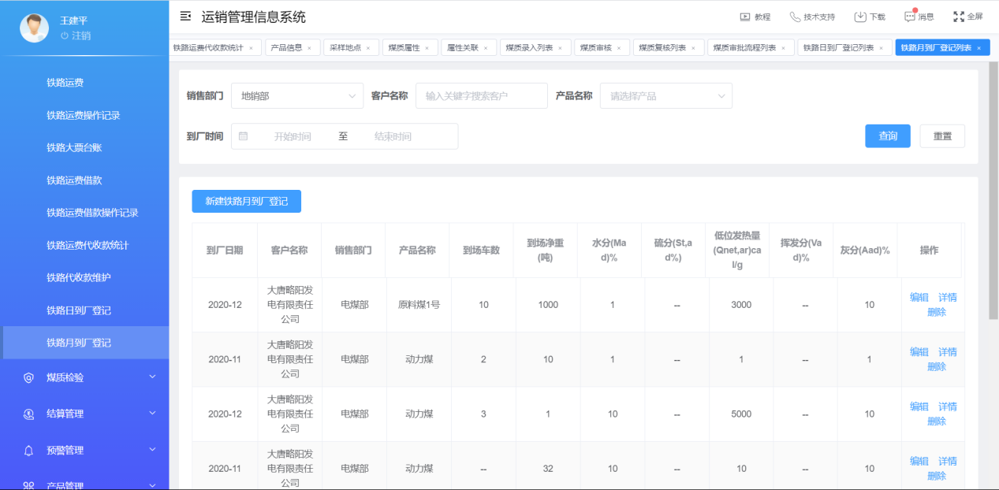 王建平
注销
运销管理信息系统
教程
技术支持
下载
消息
全屏
铁路运费代收款统计 ×
产品信息 ×
采样地点 ×
煤质属性 ×
属性关联 ×
煤质录入列表 ×
煤质审核 ×
煤质复核列表 ×
煤质审批流程列表 ×
铁路日到厂登记列表 ×
铁路月到厂登记列表 ×
铁路运费
铁路运费操作记录
铁路大票台账
铁路运费借款
铁路运费借款操作记录
铁路运费代收款统计
铁路代收款维护
铁路日到厂登记
铁路月到厂登记
煤质检验
结算管理
预警管理
产品管理
销售部门 地销部 客户名称 输入关键字搜索客户 产品名称 请选择产品
到厂时间 开始时间 至 结束时间 查询 重置
新建铁路月到厂登记
到厂日期
客户名称
销售部门
产品名称
到场车数
到场净重
(吨)
水分(Ma
d)%
硫分(St,a
d%)
低位发热量
(Qnet,ar)ca
l/g
挥发分(Va
d)%
灰分(Aad)%
操作
2020-12
大唐略阳发
电有限责任
公司
电煤部 原料煤1号 10 1000 1 -- 3000 -- 10
编辑 详情
删除
2020-11
大唐略阳发
电有限责任
公司
电煤部 动力煤 2 10 1 -- 1 -- 1
编辑 详情
删除
2020-12
大唐略阳发
电有限责任
公司
电煤部 动力煤 3 1 10 -- 5000 -- 10
编辑 详情
删除
2020-11
大唐略阳发
电有限责任
公司
电煤部 动力煤 -- 32 10 -- 10 -- 10
编辑 详情
删除